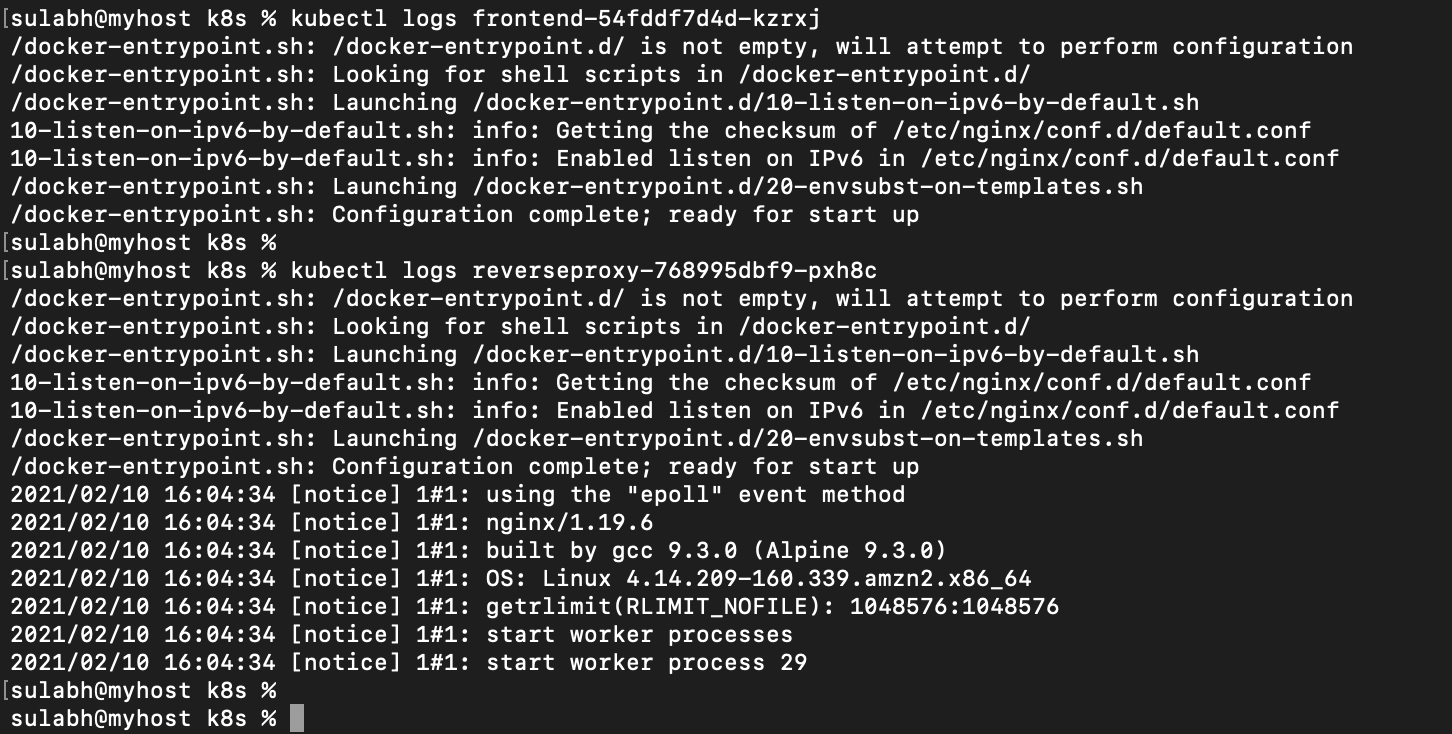 [sulabh@myhost k8s % kubectl logs frontend-54fddf7d4d-kzrxj
/docker-entrypoint.sh: /docker-entrypoint.d/ is not empty, will attempt to perform configuration
/docker-entrypoint.sh: Looking for shell scripts in /docker-entrypoint.d/
/docker-entrypoint.sh: Launching /docker-entrypoint.d/10-listen-on-ipv6-by-default.sh
10-listen-on-ipv6-by-default.sh: info: Getting the checksum of /etc/nginx/conf.d/default.conf
10-listen-on-ipv6-by-default.sh: info: Enabled listen on IPv6 in /etc/nginx/conf.d/default.conf
/docker-entrypoint.sh: Launching /docker-entrypoint.d/20-envsubst-on-templates.sh
/docker-entrypoint.sh: Configuration complete; ready for start up
[sulabh@myhost k8s %
[sulabh@myhost k8s % kubectl logs reverseproxy-768995dbf9-pxh8c
/docker-entrypoint.sh: /docker-entrypoint.d/ is not empty, will attempt to perform configuration
/docker-entrypoint.sh: Looking for shell scripts in /docker-entrypoint.d/
/docker-entrypoint.sh: Launching /docker-entrypoint.d/10-listen-on-ipv6-by-default.sh
10-listen-on-ipv6-by-default.sh: info: Getting the checksum of /etc/nginx/conf.d/default.conf
10-listen-on-ipv6-by-default.sh: info: Enabled listen on IPv6 in /etc/nginx/conf.d/default.conf
/docker-entrypoint.sh: Launching /docker-entrypoint.d/20-envsubst-on-templates.sh
/docker-entrypoint.sh: Configuration complete; ready for start up
2021/02/10 16:04:34 [notice] 1#1: using the "epoll" event method
2021/02/10 16:04:34 [notice] 1#1: nginx/1.19.6
2021/02/10 16:04:34 [notice] 1#1: built by gcc 9.3.0 (Alpine 9.3.0)
2021/02/10 16:04:34 [notice] 1#1: OS: Linux 4.14.209-160.339.amzn2.x86_64
2021/02/10 16:04:34 [notice] 1#1: getrlimit(RLIMIT_NOFILE): 1048576:1048576
2021/02/10 16:04:34 [notice] 1#1: start worker processes
2021/02/10 16:04:34 [notice] 1#1: start worker process 29
[sulabh@myhost k8s %
sulabh@myhost k8s %